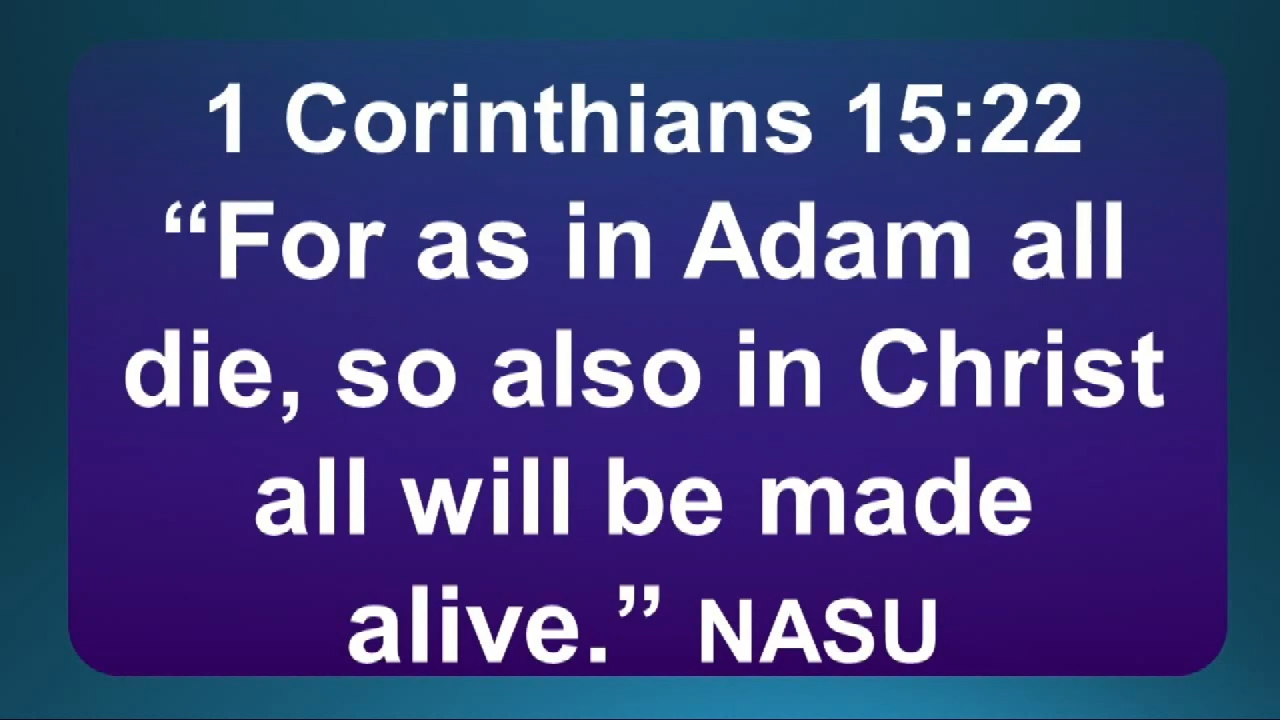 1 Corinthians 15:22
“For as in Adam all
die, so also in Christ
all will be made
alive.” NASU